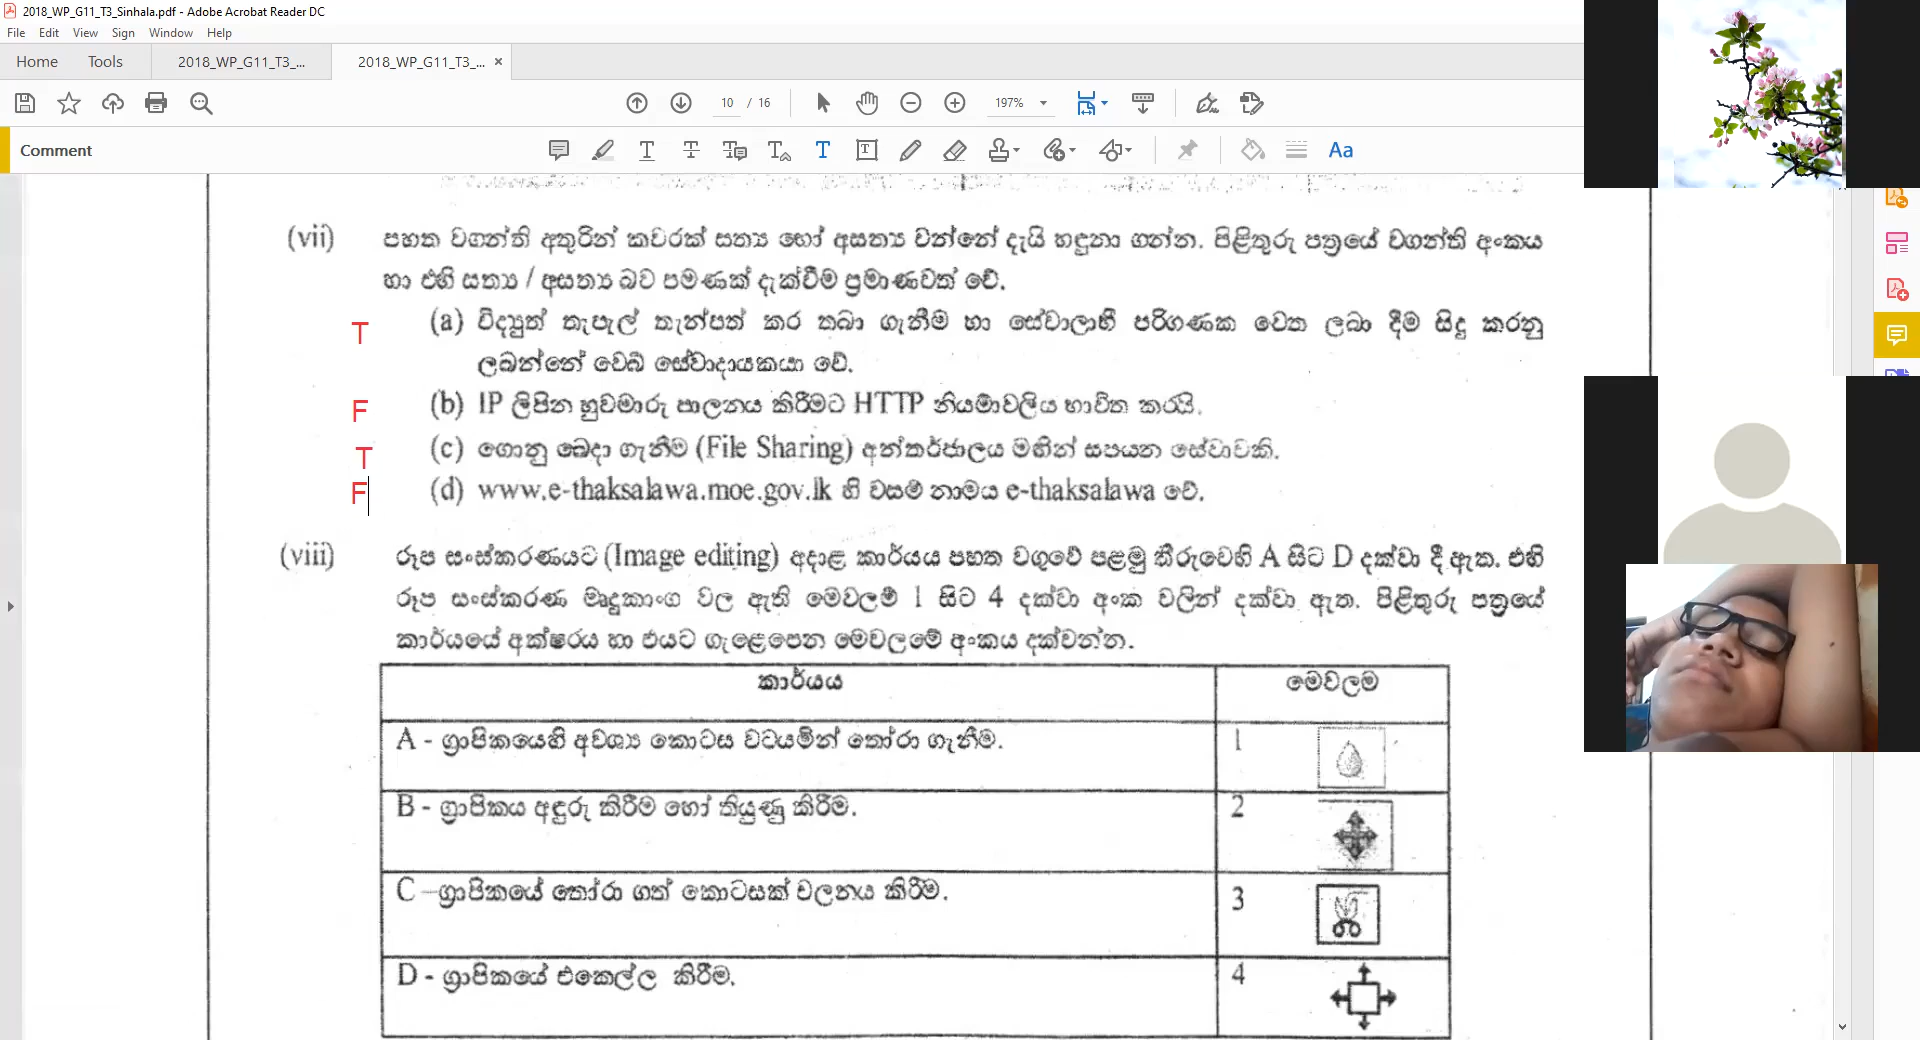 2018_WP_G11_T3_Sinhala.pdf - Adobe Acrobat Reader DC
File Edit View Sign Window Help
Home Tools 2018_WP_G11_T3_... 2018_WP_G11_T3_... ×
10 / 16 197%
Comment
(vii) පහත වගන්ති අතුරින් කවරක් සත්‍ය හෝ අසත්‍ය වන්නේ දැයි හඳුනා ගන්න. පිළිතුරු පත්‍රයේ වගන්ති අංකය
හා එහි සත්‍ය / අසත්‍ය බව පමණක් දැක්වීම ප්‍රමාණවත් වේ.
T (a) විද්‍යුත් තැපැල් තැන්පත් කර තබා ගැනීම හා සේවාලාභී පරිගණක වෙත ලබා දීම සිදු කරනු
ලබන්නේ වෙබ් සේවාදායකයා වේ.
F (b) IP ලිපින හුවමාරු පාලනය කිරීමට HTTP නියමාවලිය භාවිත කරයි.
T (c) ගොනු බෙදා ගැනීම (File Sharing) අන්තර්ජාලය මඟින් සපයන සේවාවකි.
F (d) www.e-thaksalawa.moe.gov.lk හි වසම් නාමය e-thaksalawa වේ.
(viii) රූප සංස්කරණයට (Image editing) අදාළ කාර්යය පහත වගුවේ පළමු තීරුවෙහි A සිට D දක්වා දී ඇත. එහි
රූප සංස්කරණ මෘදුකාංග වල ඇති මෙවලම් 1 සිට 4 දක්වා අංක වලින් දක්වා ඇත. පිළිතුරු පත්‍රයේ
කාර්යයේ අක්ෂරය හා එයට ගැළපෙන මෙවලමේ අංකය දක්වන්න.
කාර්යය මෙවලම
A - ග්‍රාපිකයෙහි අවශ්‍ය කොටස වටයමින් තෝරා ගැනීම. 1
B - ග්‍රාපිකය අඳුරු කිරීම හෝ තියුණු කිරීම. 2
C – ග්‍රාපිකයේ තෝරා ගත් කොටසක් චලනය කිරීම. 3
D - ග්‍රාපිකයේ එකෙල්ල කිරීම. 4